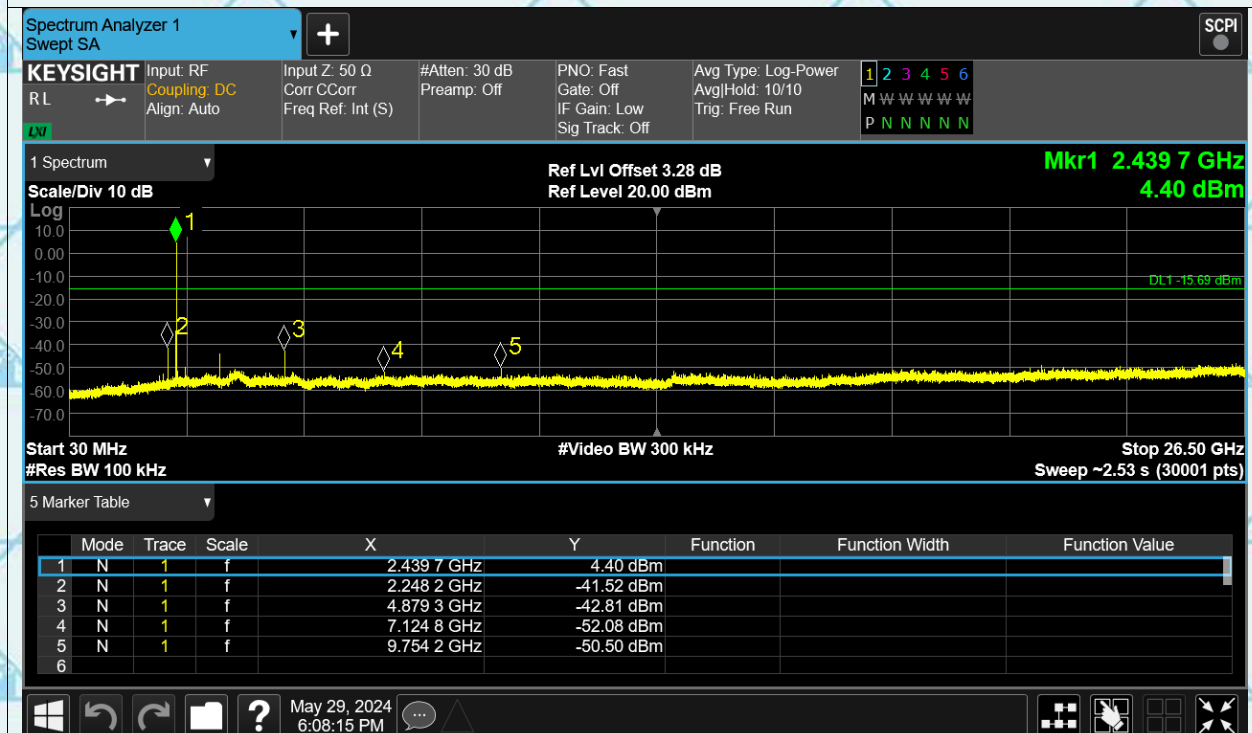 Spectrum Analyzer 1
Swept SA
+
SCPI
KEYSIGHT
RL
LXI
Input: RF
Coupling: DC
Align: Auto
Input Z: 50 Ω
Corr CCorr
Freq Ref: Int (S)
#Atten: 30 dB
Preamp: Off
PNO: Fast
Gate: Off
IF Gain: Low
Sig Track: Off
Avg Type: Log-Power
Avg|Hold: 10/10
Trig: Free Run
1 2 3 4 5 6
M W W W W W
P N N N N N
1 Spectrum
Scale/Div 10 dB
Log
Ref Lvl Offset 3.28 dB
Ref Level 20.00 dBm
Mkr1 2.439 7 GHz
4.40 dBm
10.0
0.00
-10.0
-20.0
-30.0
-40.0
-50.0
-60.0
-70.0
1
2
3
4
5
DL1 -15.69 dBm
Start 30 MHz
#Res BW 100 kHz
#Video BW 300 kHz
Stop 26.50 GHz
Sweep ~2.53 s (30001 pts)
5 Marker Table
Mode Trace Scale X Y Function Function Width Function Value
1 N 1 f 2.439 7 GHz 4.40 dBm
2 N 1 f 2.248 2 GHz -41.52 dBm
3 N 1 f 4.879 3 GHz -42.81 dBm
4 N 1 f 7.124 8 GHz -52.08 dBm
5 N 1 f 9.754 2 GHz -50.50 dBm
6
?
May 29, 2024
6:08:15 PM